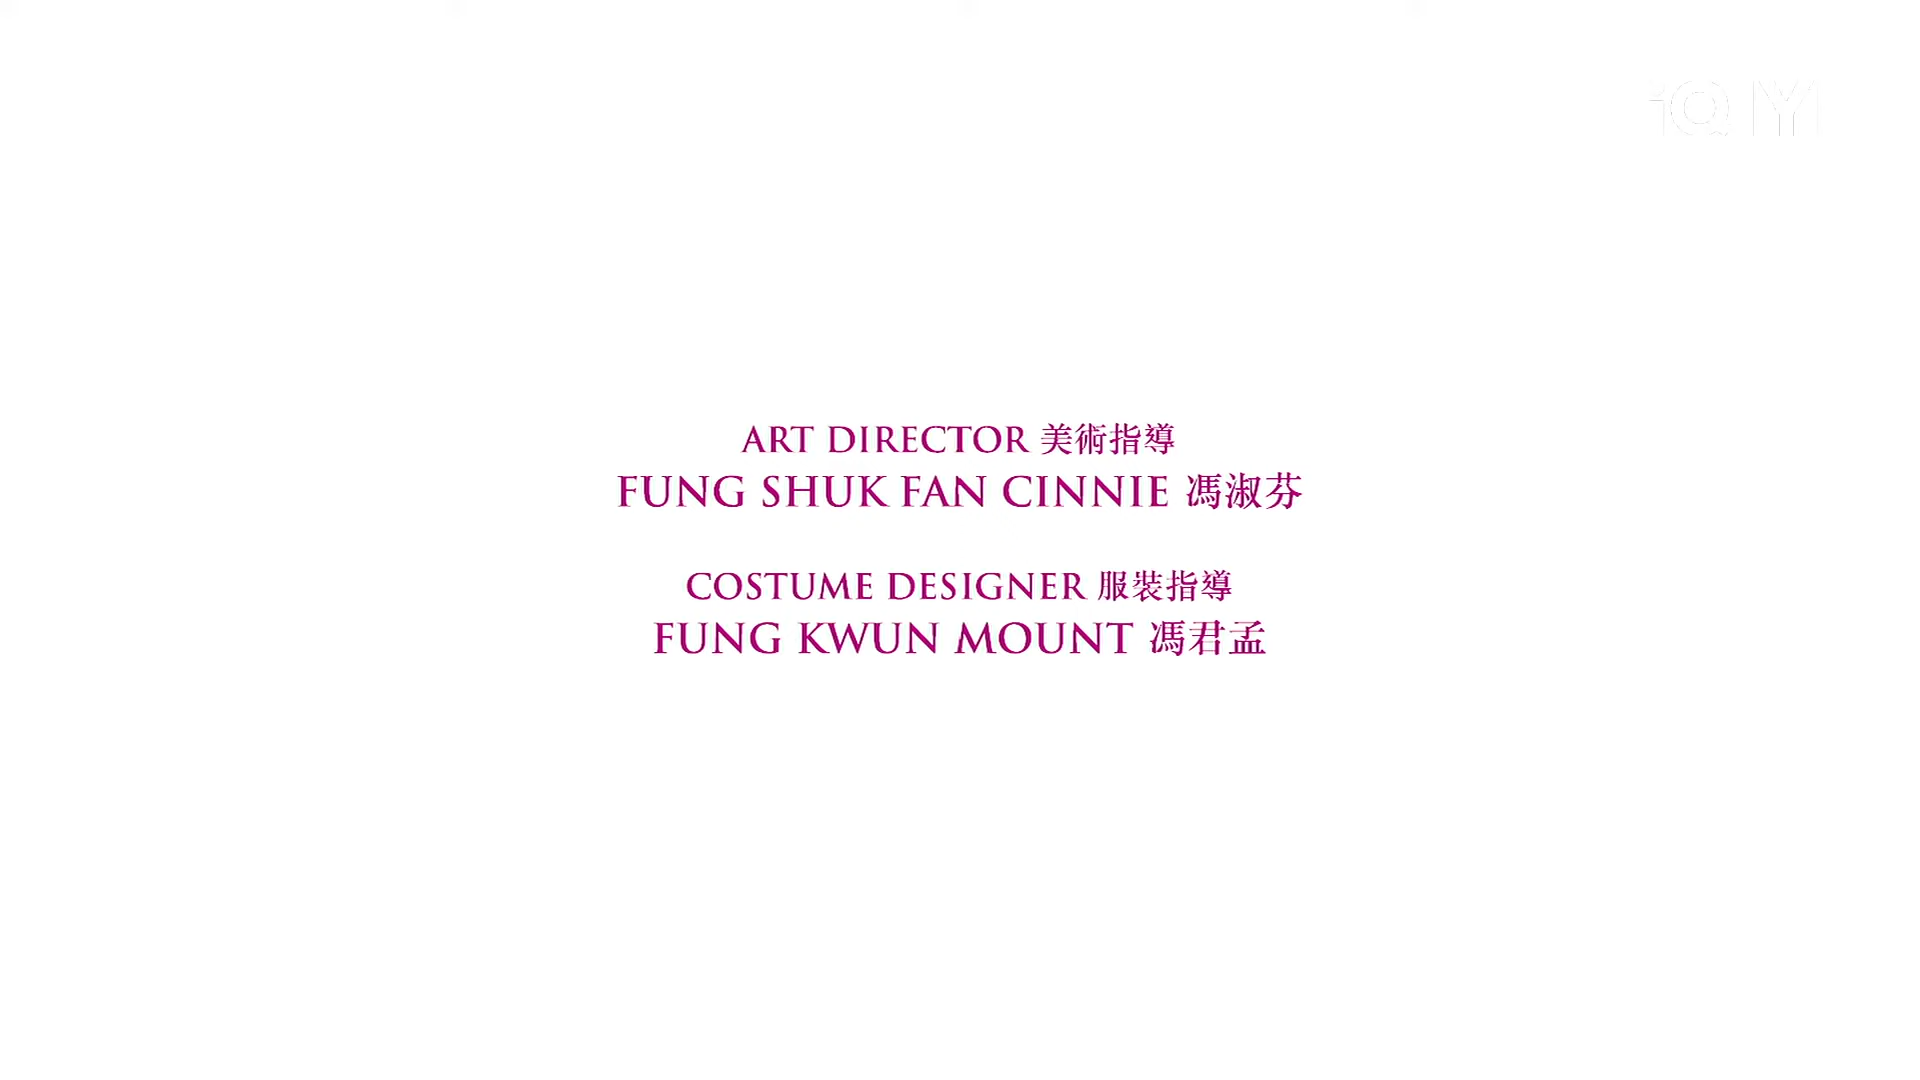 iQIYI
ART DIRECTOR 美術指導
FUNG SHUK FAN CINNIE 馮淑芬
COSTUME DESIGNER 服裝指導
FUNG KWUN MOUNT 馮君孟